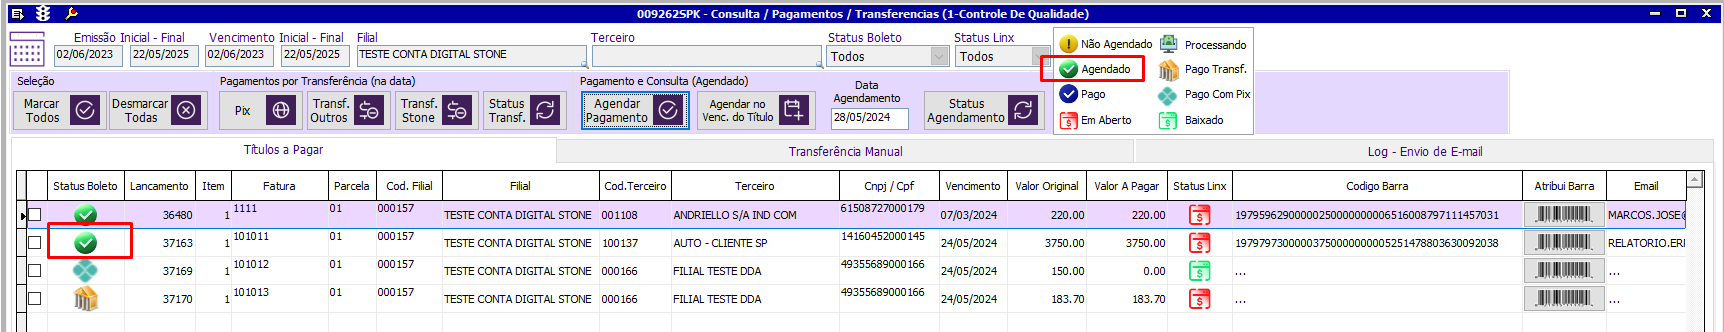 009262SPK - Consulta / Pagamentos / Transferencias (1-Controle De Qualidade)
Emissão Inicial - Final Vencimento Inicial - Final Filial Terceiro Status Boleto Status Linx
02/06/2023 22/05/2025 02/06/2023 22/05/2025 TESTE CONTA DIGITAL STONE Todos Todos
Não Agendado Processando
Agendado Pago Transf.
Pago Pago Com Pix
Em Aberto Baixado
Seleção Pagamentos por Transferência (na data) Pagamento e Consulta (Agendado)
Marcar Todos
Desmarcar Todas
Pix
Transf. Outros
Transf. Stone
Status Transf.
Agendar Pagamento
Agendar no Venc. do Título
Data Agendamento
28/05/2024
Status Agendamento
Títulos a Pagar Transferência Manual Log - Envio de E-mail
Status Boleto Lancamento Item Fatura Parcela Cod. Filial Filial Cod.Terceiro Terceiro Cnpj / Cpf Vencimento Valor Original Valor A Pagar Status Linx Codigo Barra Atribui Barra Email
36480 1 1111 01 000157 TESTE CONTA DIGITAL STONE 001108 ANDRIELLO S/A IND COM 61508727000179 07/03/2024 220.00 220.00 19795962900000250000000006516008797111457031 MARCOS.JOSE@
37163 1 101011 01 000157 TESTE CONTA DIGITAL STONE 100137 AUTO - CLIENTE SP 14160452000145 24/05/2024 3750.00 3750.00 19797973000003750000000005251478803630092038 RELATORIO.ERI
37169 1 101012 01 000157 TESTE CONTA DIGITAL STONE 000166 FILIAL TESTE DDA 49355689000166 24/05/2024 150.00 0.00 ... ...
37170 1 101013 01 000157 TESTE CONTA DIGITAL STONE 000166 FILIAL TESTE DDA 49355689000166 24/05/2024 183.70 183.70 ... ...